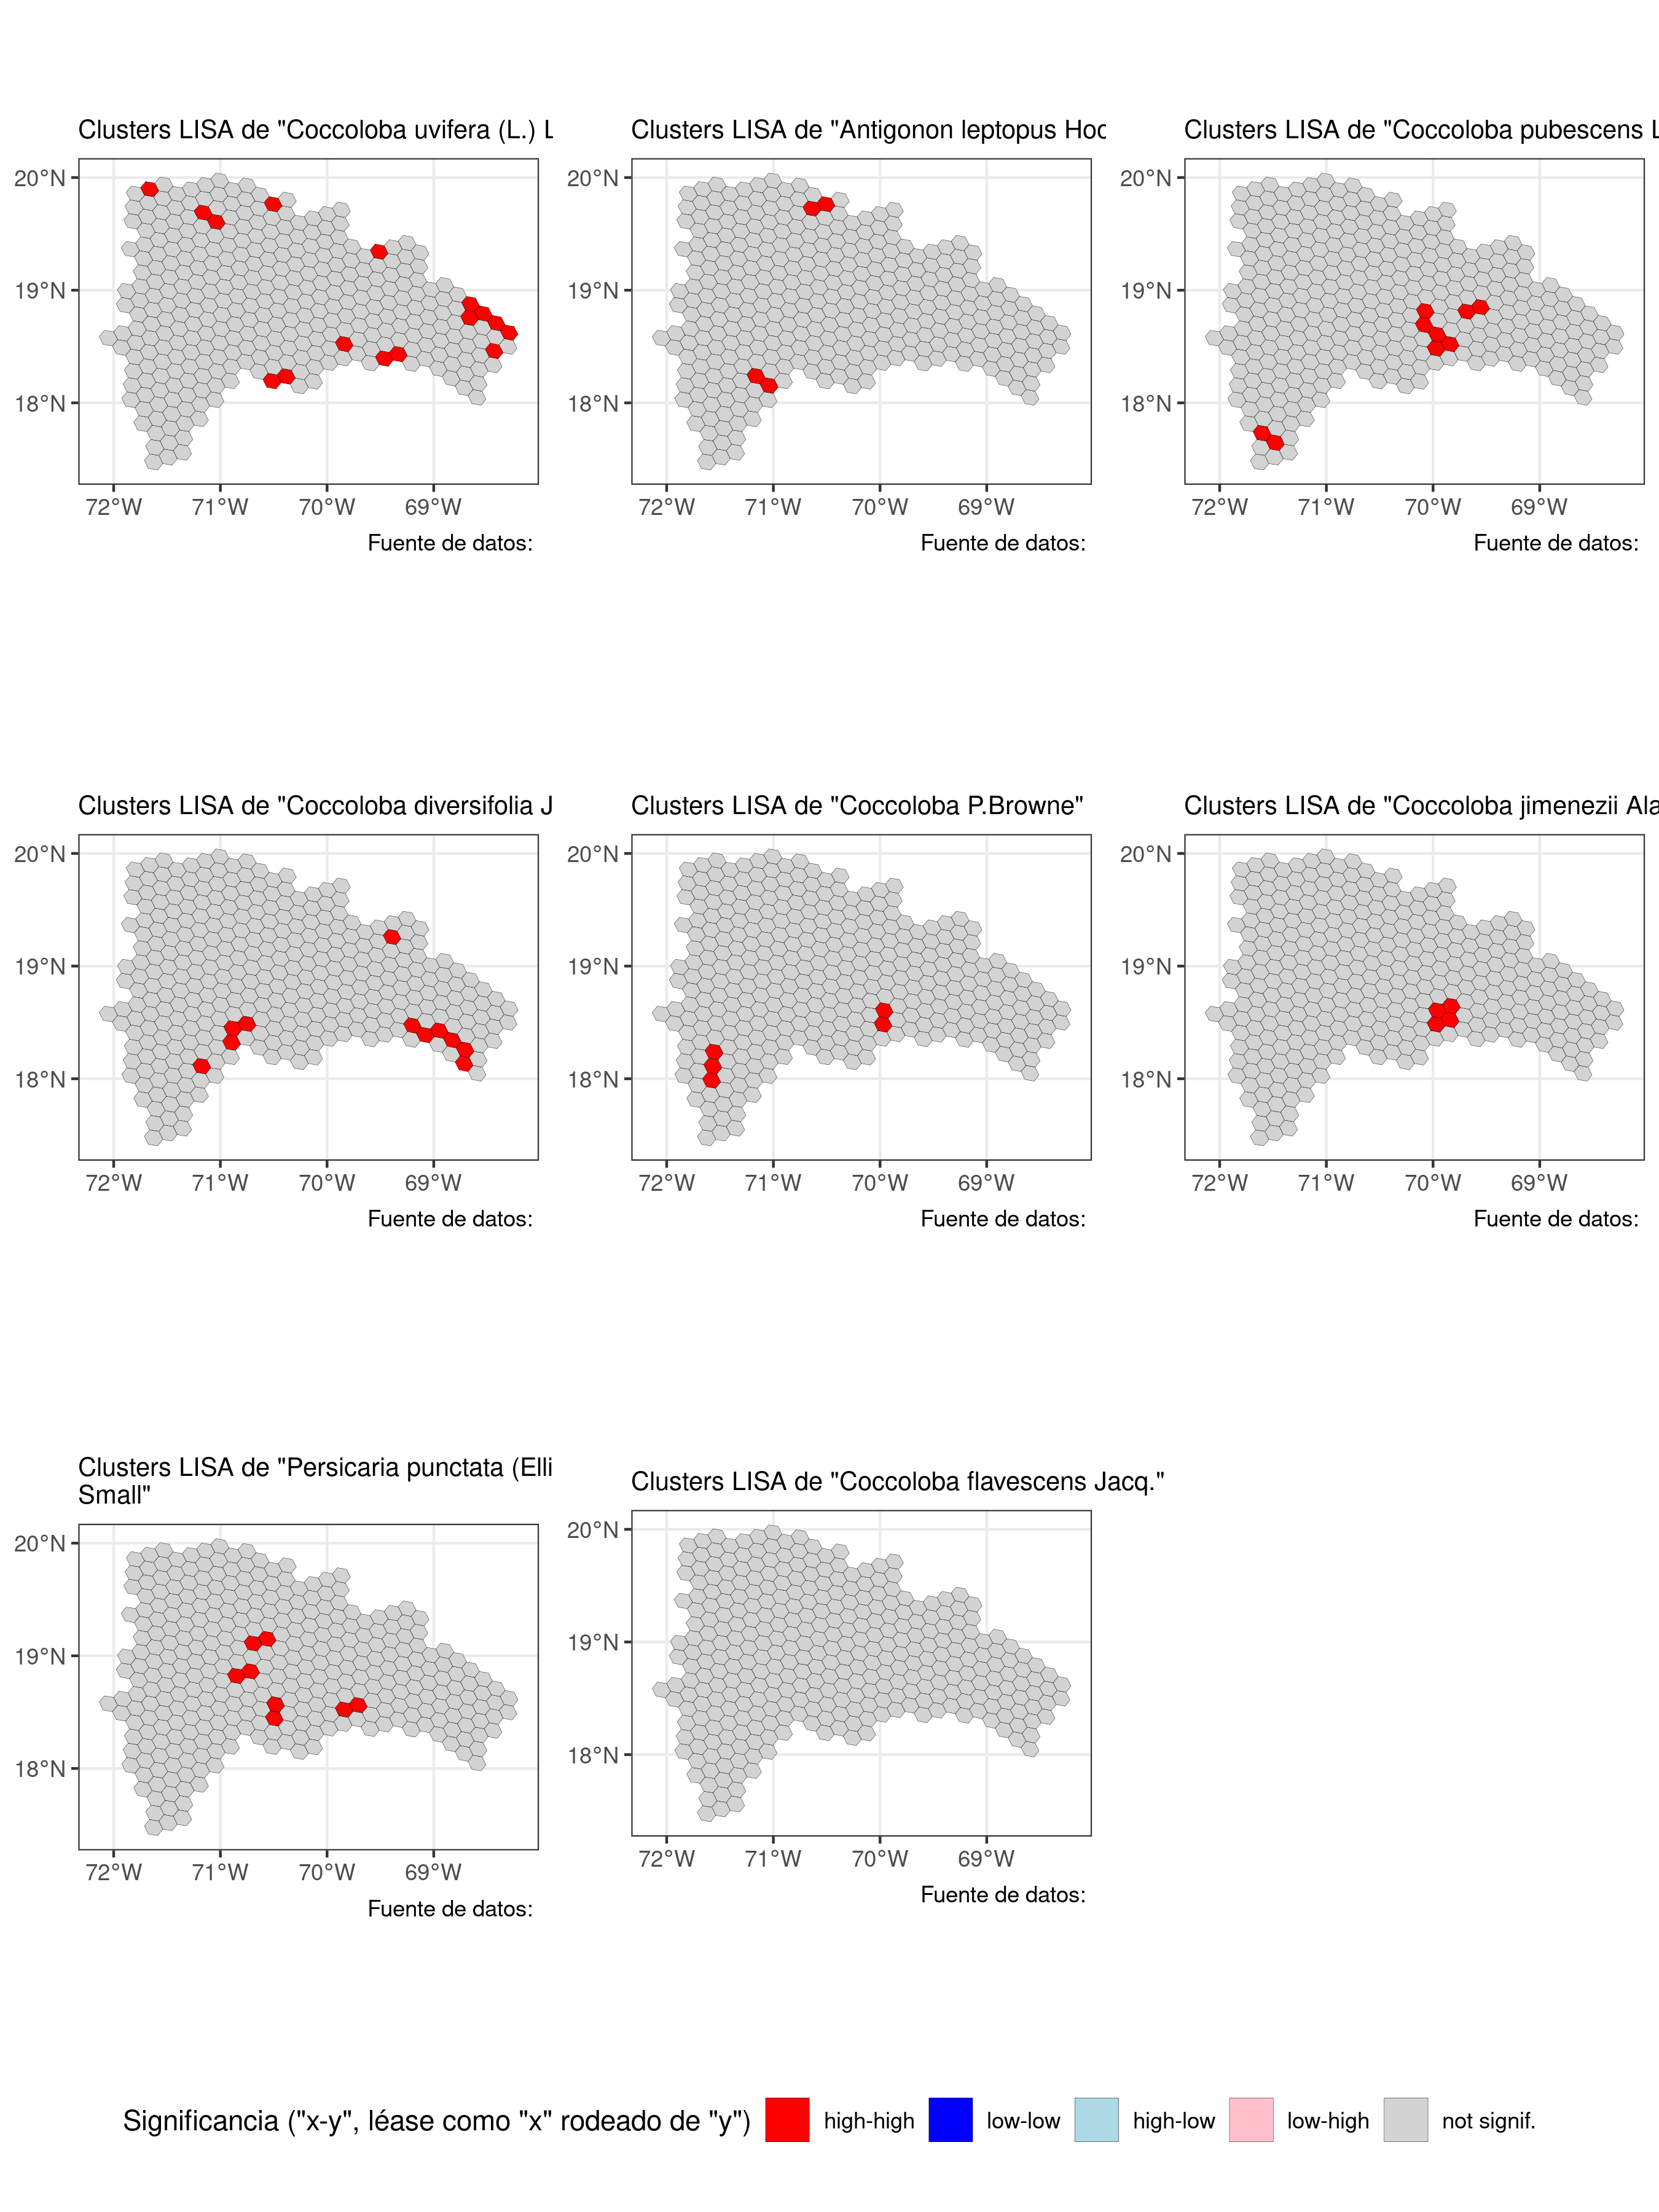 Clusters LISA de "Coccoloba uvifera (L.) L
Clusters LISA de "Antigonon leptopus Hoo
Clusters LISA de "Coccoloba pubescens L
20°N
19°N
18°N
72°W 71°W 70°W 69°W
Fuente de datos:
20°N
19°N
18°N
72°W 71°W 70°W 69°W
Fuente de datos:
20°N
19°N
18°N
72°W 71°W 70°W 69°W
Fuente de datos:
Clusters LISA de "Coccoloba diversifolia J
Clusters LISA de "Coccoloba P.Browne"
Clusters LISA de "Coccoloba jimenezii Ala
20°N
19°N
18°N
72°W 71°W 70°W 69°W
Fuente de datos:
20°N
19°N
18°N
72°W 71°W 70°W 69°W
Fuente de datos:
20°N
19°N
18°N
72°W 71°W 70°W 69°W
Fuente de datos:
Clusters LISA de "Persicaria punctata (Elli
Small"
Clusters LISA de "Coccoloba flavescens Jacq."
20°N
19°N
18°N
72°W 71°W 70°W 69°W
Fuente de datos:
20°N
19°N
18°N
72°W 71°W 70°W 69°W
Fuente de datos:
Significancia ("x-y", léase como "x" rodeado de "y") high-high low-low high-low low-high not signif.